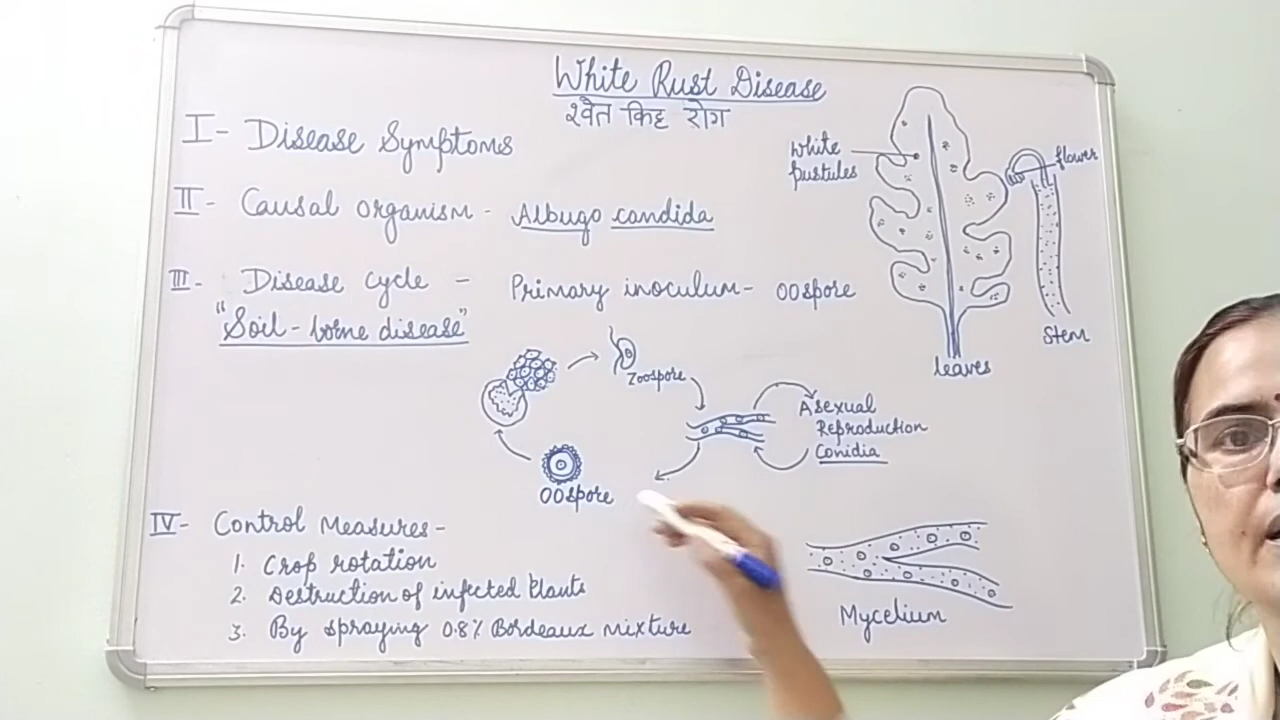 White Rust Disease
श्वेत किट्ट रोग
I- Disease Symptoms
II- Causal organism - Albugo candida
III- Disease cycle - Primary inoculum- oospore
"Soil-borne disease"
White pustules
flower
leaves
Stem
Zoospore
Asexual
Reproduction
Conidia
Oospore
Mycelium
IV- Control Measures-
1. Crop rotation
2. Destruction of infected plants
3. By spraying 0.8% Bordeaux mixture